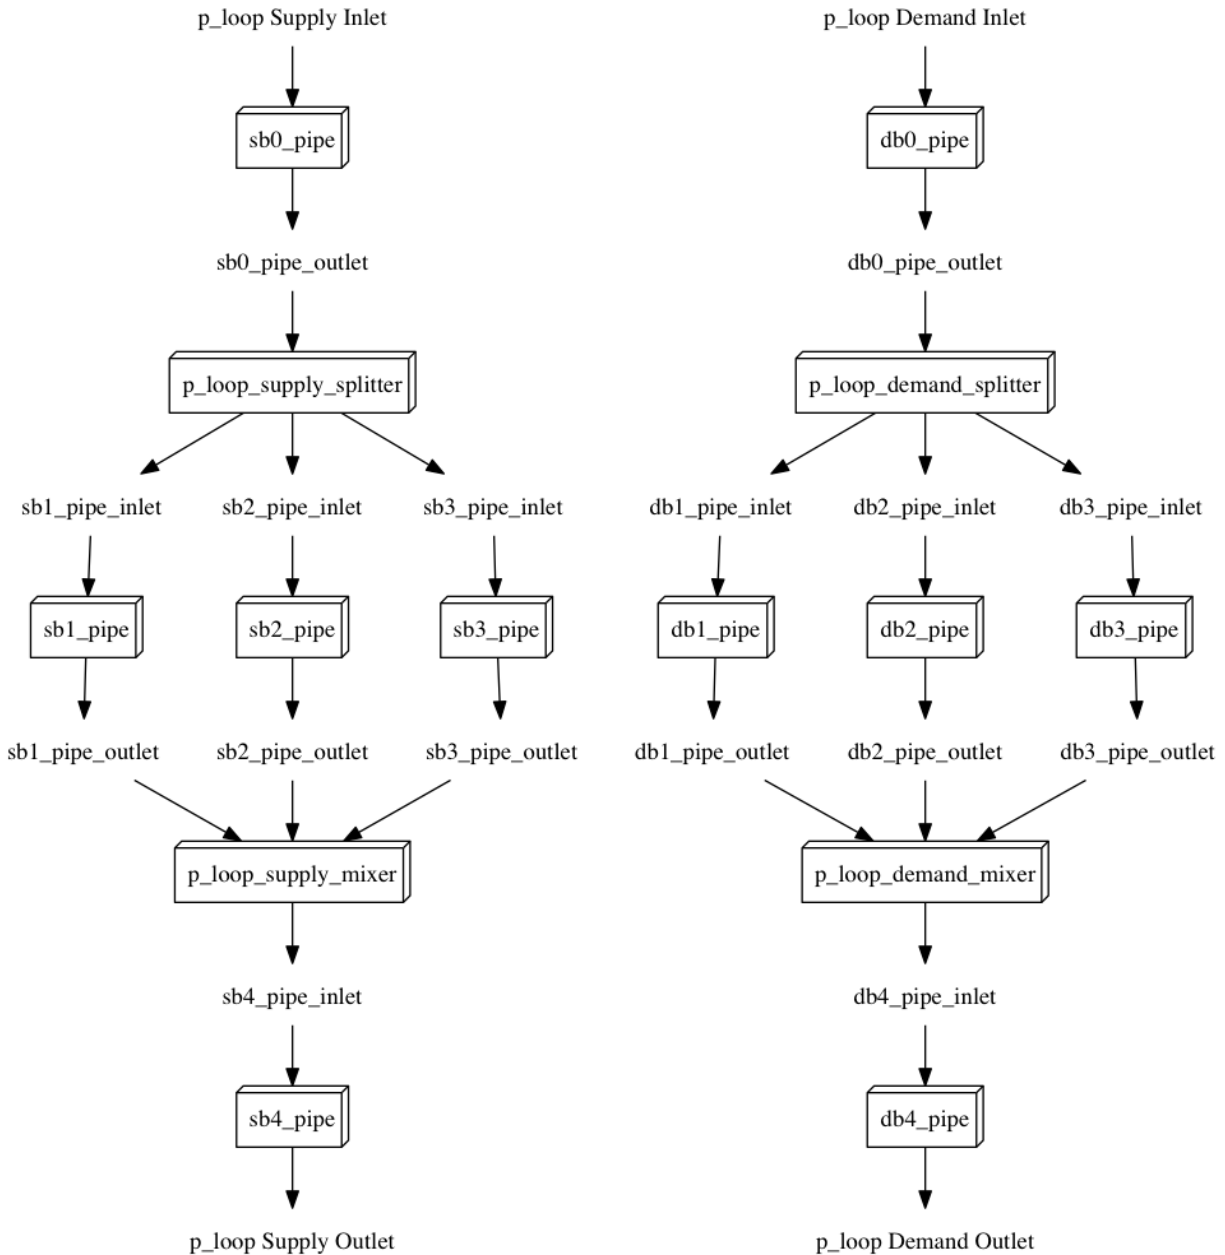 p_loop Supply Inlet
p_loop Demand Inlet
sb0_pipe
db0_pipe
sb0_pipe_outlet
db0_pipe_outlet
p_loop_supply_splitter
p_loop_demand_splitter
sb1_pipe_inlet
sb2_pipe_inlet
sb3_pipe_inlet
db1_pipe_inlet
db2_pipe_inlet
db3_pipe_inlet
sb1_pipe
sb2_pipe
sb3_pipe
db1_pipe
db2_pipe
db3_pipe
sb1_pipe_outlet
sb2_pipe_outlet
sb3_pipe_outlet
db1_pipe_outlet
db2_pipe_outlet
db3_pipe_outlet
p_loop_supply_mixer
p_loop_demand_mixer
sb4_pipe_inlet
db4_pipe_inlet
sb4_pipe
db4_pipe
p_loop Supply Outlet
p_loop Demand Outlet